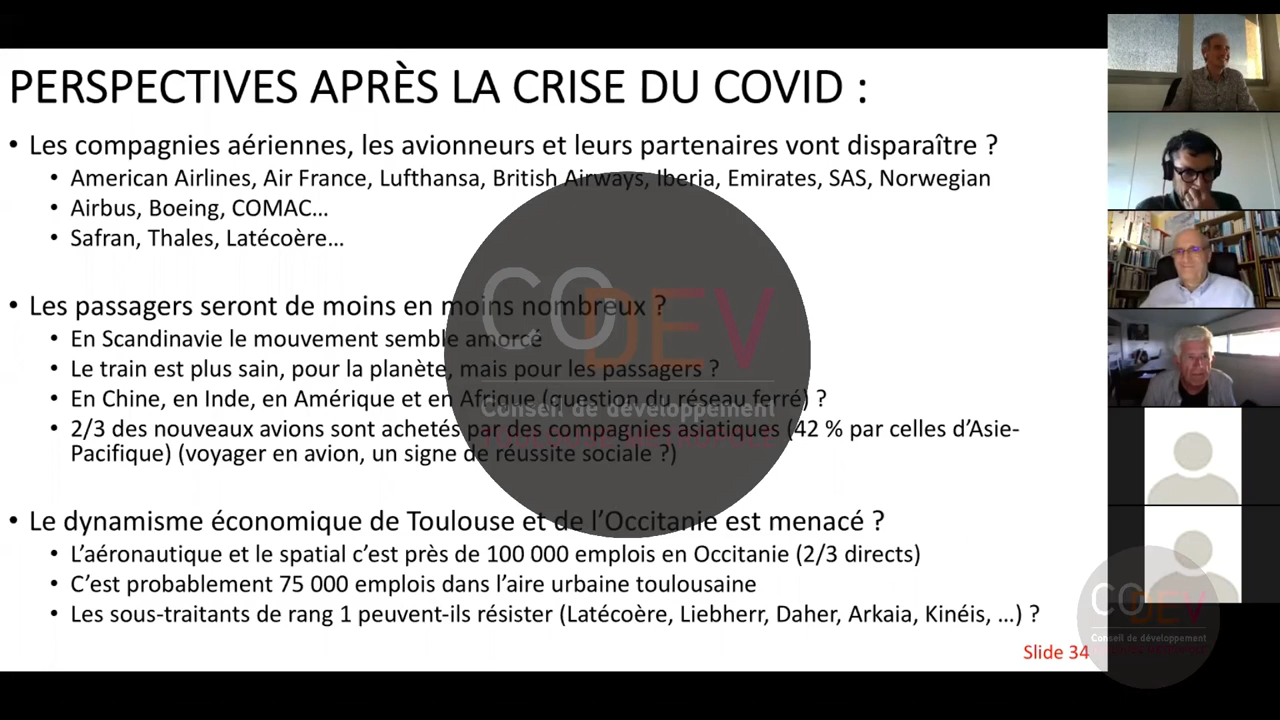 PERSPECTIVES APRÈS LA CRISE DU COVID :
• Les compagnies aériennes, les avionneurs et leurs partenaires vont disparaître ?
• American Airlines, Air France, Lufthansa, British Airways, Iberia, Emirates, SAS, Norwegian
• Airbus, Boeing, COMAC…
• Safran, Thales, Latécoère…
• Les passagers seront de moins en moins nombreux ?
• En Scandinavie le mouvement semble amorcé
• Le train est plus sain, pour la planète, mais pour les passagers ?
• En Chine, en Inde, en Amérique et en Afrique (question du réseau ferré) ?
• 2/3 des nouveaux avions sont achetés par des compagnies asiatiques (42 % par celles d’Asie-
Pacifique) (voyager en avion, un signe de réussite sociale ?)
• Le dynamisme économique de Toulouse et de l’Occitanie est menacé ?
• L’aéronautique et le spatial c’est près de 100 000 emplois en Occitanie (2/3 directs)
• C’est probablement 75 000 emplois dans l’aire urbaine toulousaine
• Les sous-traitants de rang 1 peuvent-ils résister (Latécoère, Liebherr, Daher, Arkaia, Kinéis, …) ?
Slide 34
CODEV
Conseil de développement
TOULOUSE MÉTROPOLE
CODEV
Conseil de développement